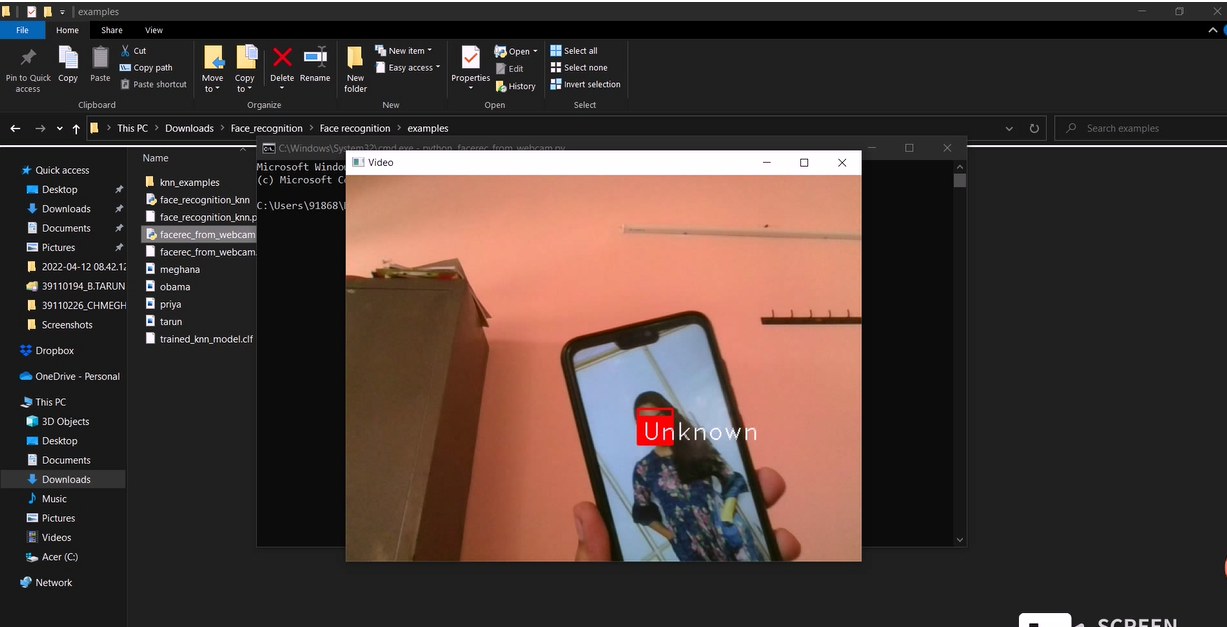 examples
File Home Share View
Pin to Quick access
Copy
Paste
Cut
Copy path
Paste shortcut
Clipboard
Move to
Copy to
Delete
Rename
Organize
New folder
New item
Easy access
New
Properties
Open
Edit
History
Open
Select all
Select none
Invert selection
Select
This PC > Downloads > Face_recognition > Face recognition > examples
Search examples
Quick access
Desktop
Downloads
Documents
Pictures
2022-04-12 08.42.12
39110194_B.TARUN
39110226_CHMEGH
Screenshots
Dropbox
OneDrive - Personal
This PC
3D Objects
Desktop
Documents
Downloads
Music
Pictures
Videos
Acer (C:)
Network
Name
knn_examples
face_recognition_knn
face_recognition_knn.p
facerec_from_webcam
facerec_from_webcam.
meghana
obama
priya
tarun
trained_knn_model.clf
C:\Windows\System32\cmd.exe - python facerec_from_webcam.py
Microsoft Windo
(c) Microsoft C
C:\Users\91868\
Video
Unknown
SCREEN